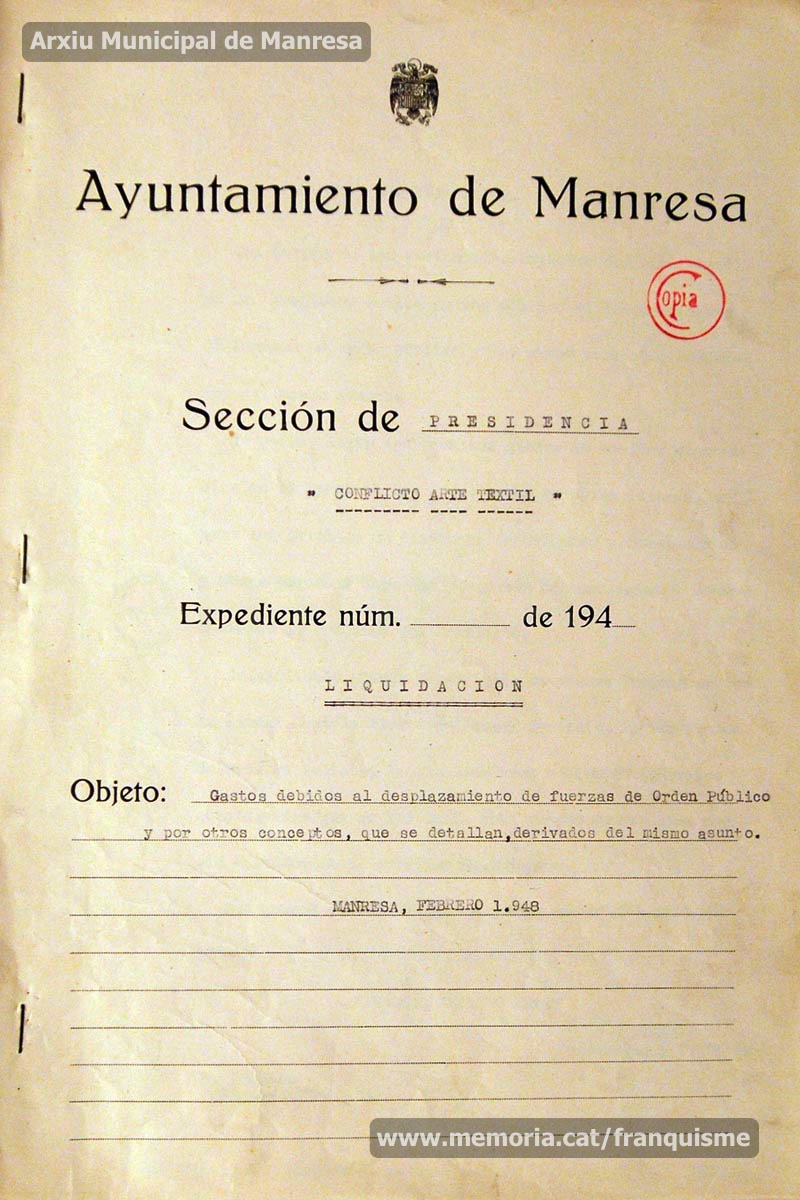 Arxiu Municipal de Manresa
Ayuntamiento de Manresa
Copia
Sección de PRESIDENCIA
" CONFLICTO ARTE TEXTIL "
Expediente núm. de 194
LIQUIDACION
Objeto: Gastos debidos al desplazamiento de fuerzas de Orden Público
y por otros conceptos, que se detallan, derivados del mismo asunto.
MANRESA, FEBRERO 1.948
www.memoria.cat/franquisme